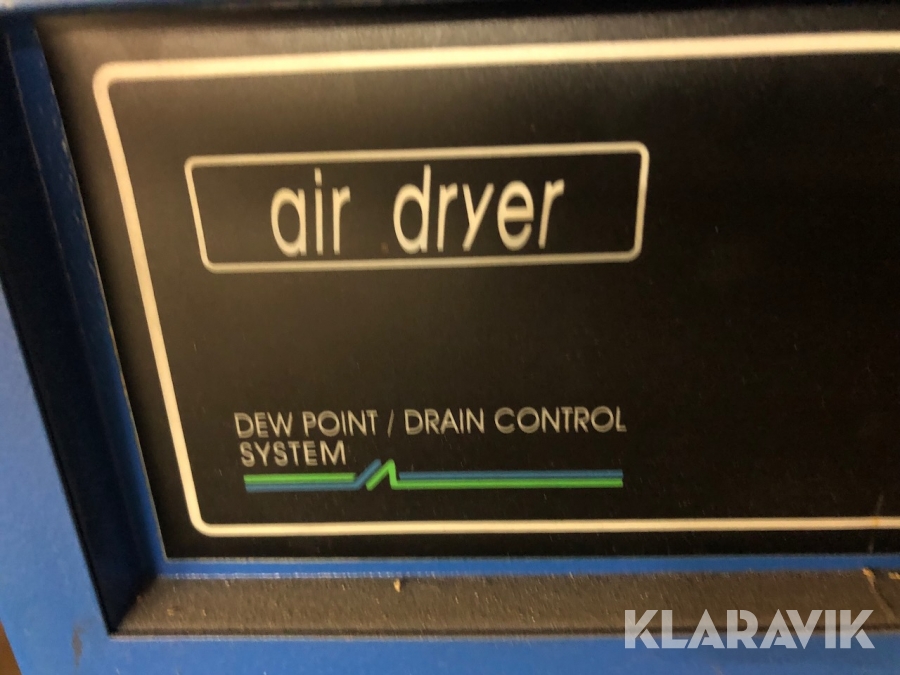 air dryer
DEW POINT / DRAIN CONTROL
SYSTEM
KLARAVIK